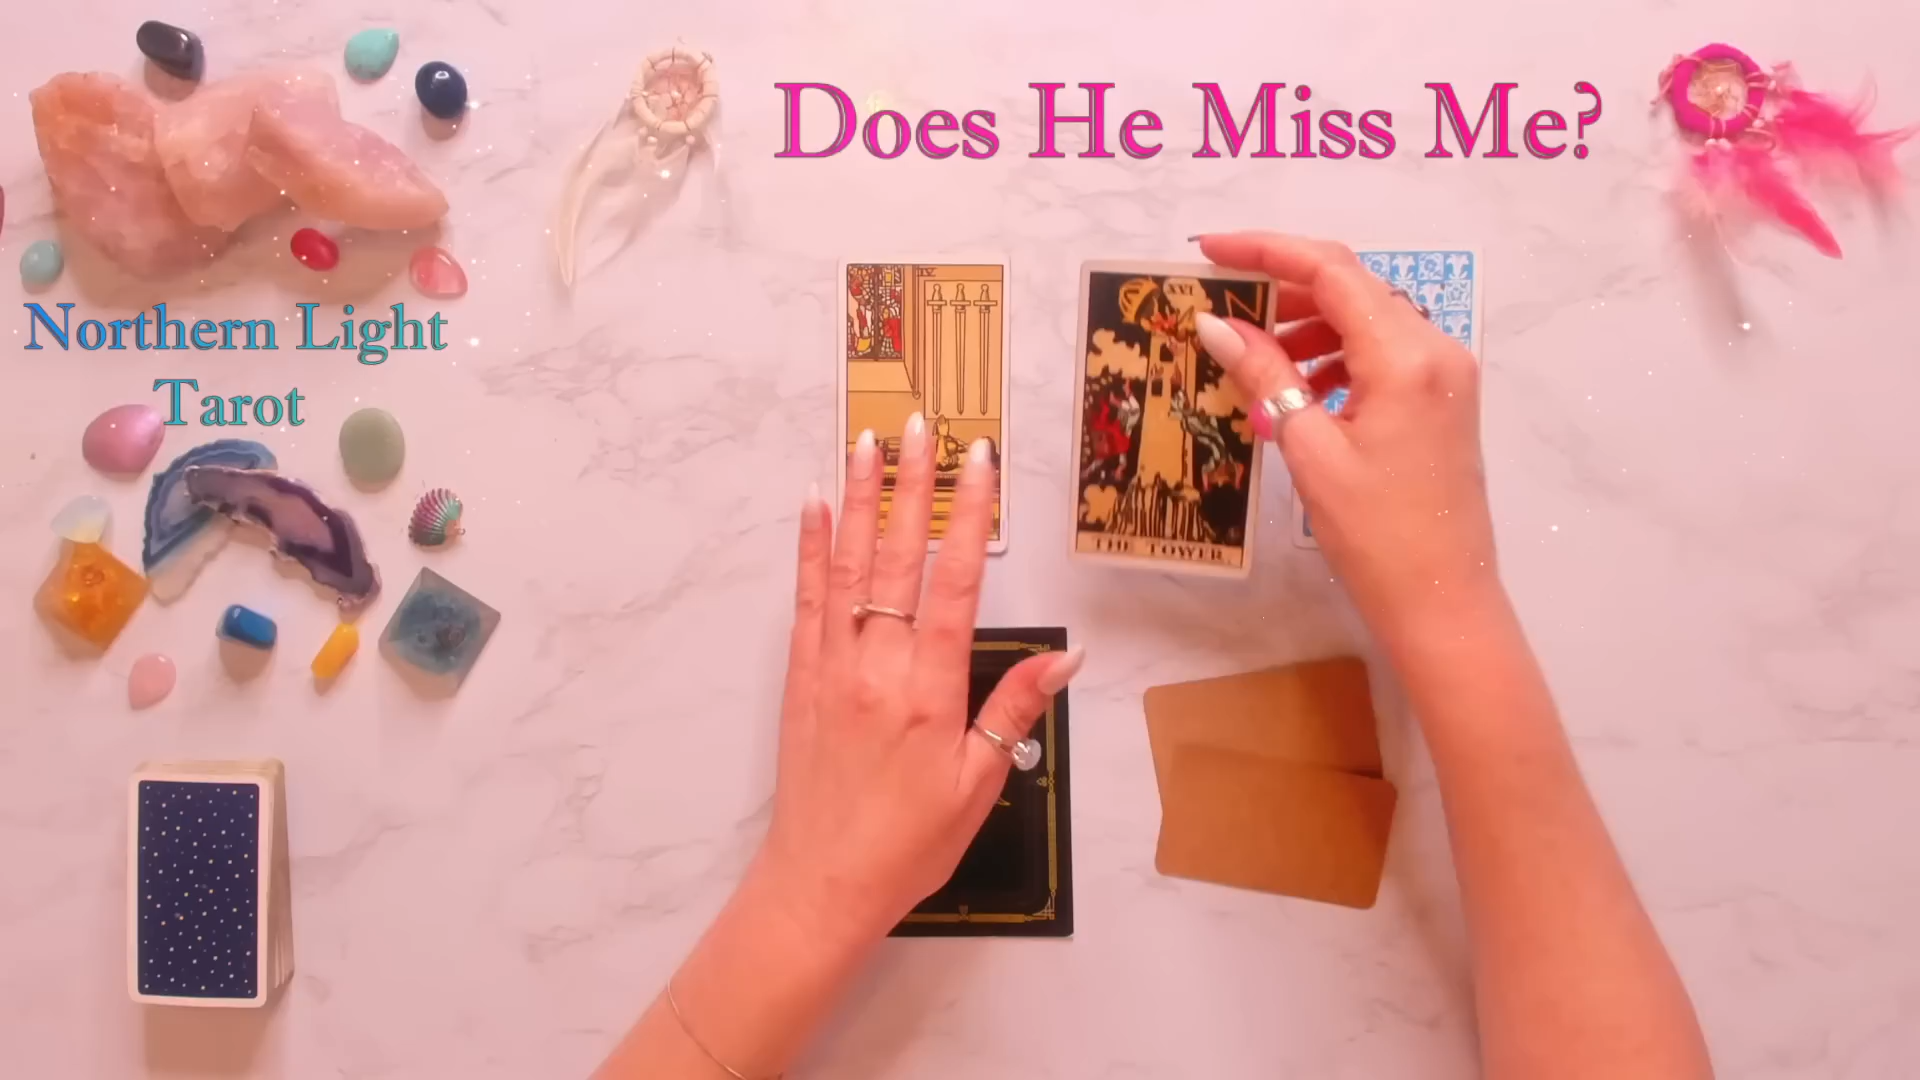 Does He Miss Me?
Northern Light
Tarot
IV
XVI
THE TOWER.